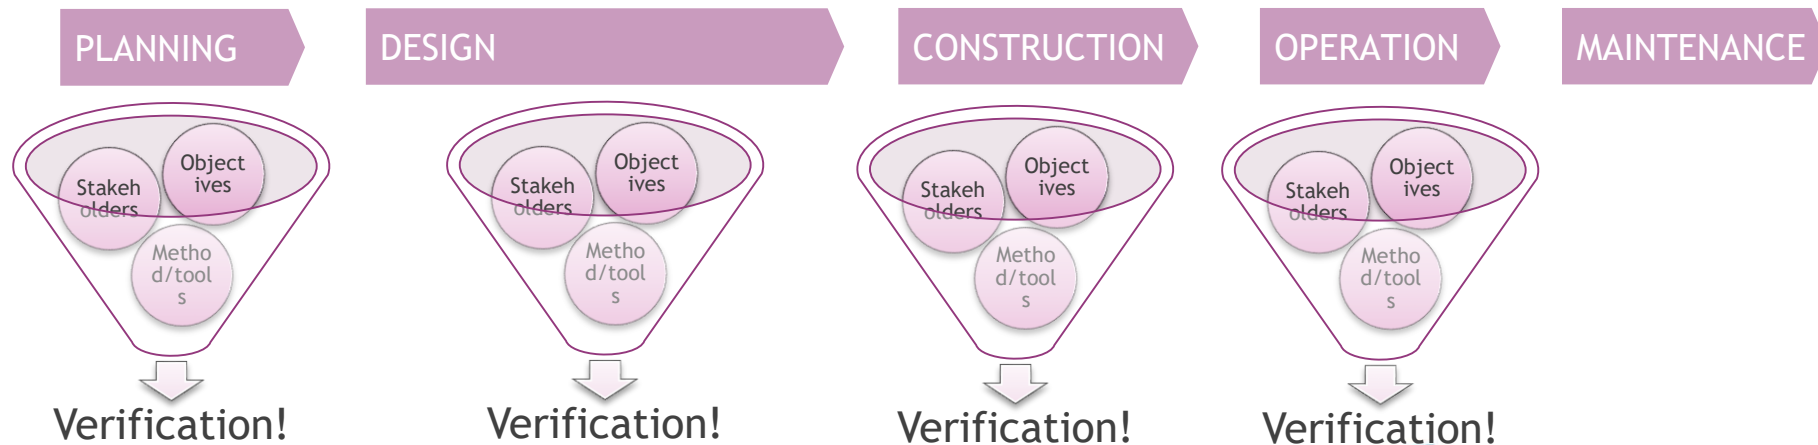 PLANNING
DESIGN
CONSTRUCTION
OPERATION
MAINTENANCE
Object
ives
Stakeh
olders
Metho
d/tool
s
Verification!
Object
ives
Stakeh
olders
Metho
d/tool
s
Verification!
Object
ives
Stakeh
olders
Metho
d/tool
s
Verification!
Object
ives
Stakeh
olders
Metho
d/tool
s
Verification!